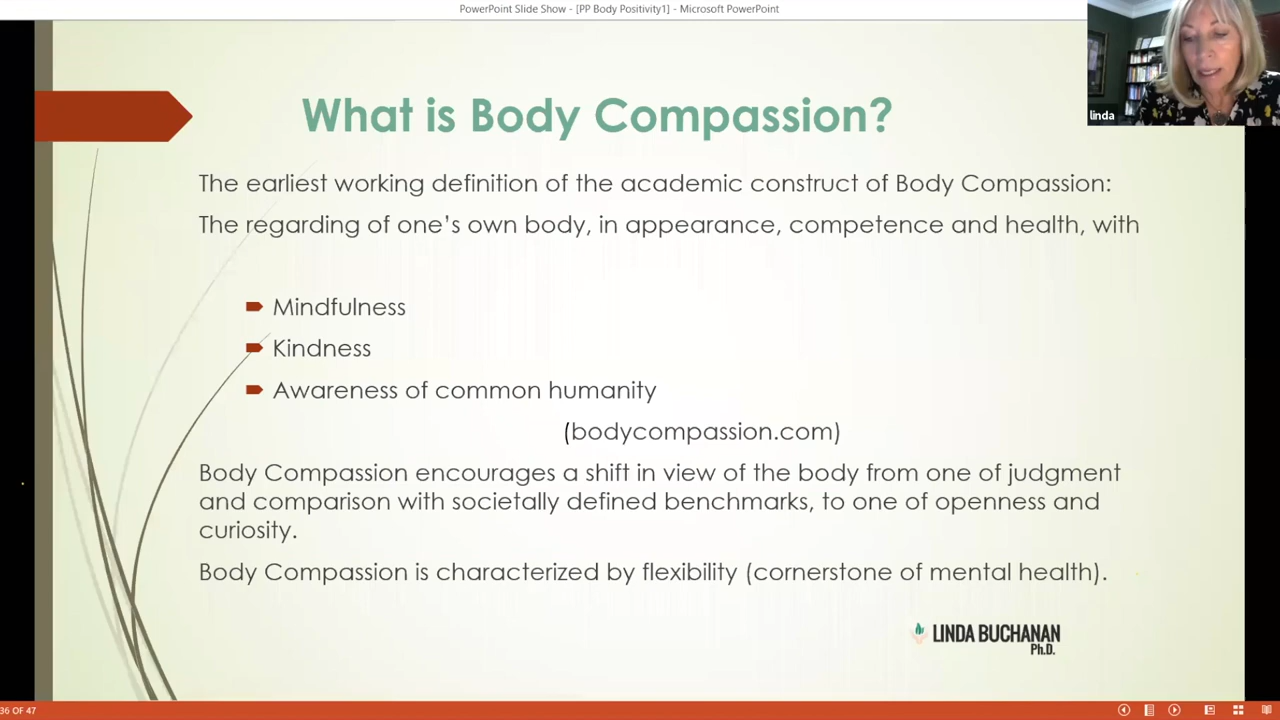 PowerPoint Slide Show - [PP Body Positivity1] - Microsoft PowerPoint
linda
What is Body Compassion?
The earliest working definition of the academic construct of Body Compassion:
The regarding of one's own body, in appearance, competence and health, with
Mindfulness
Kindness
Awareness of common humanity
(bodycompassion.com)
Body Compassion encourages a shift in view of the body from one of judgment
and comparison with societally defined benchmarks, to one of openness and
curiosity.
Body Compassion is characterized by flexibility (cornerstone of mental health).
LINDA BUCHANAN
Ph.D.
36 OF 47